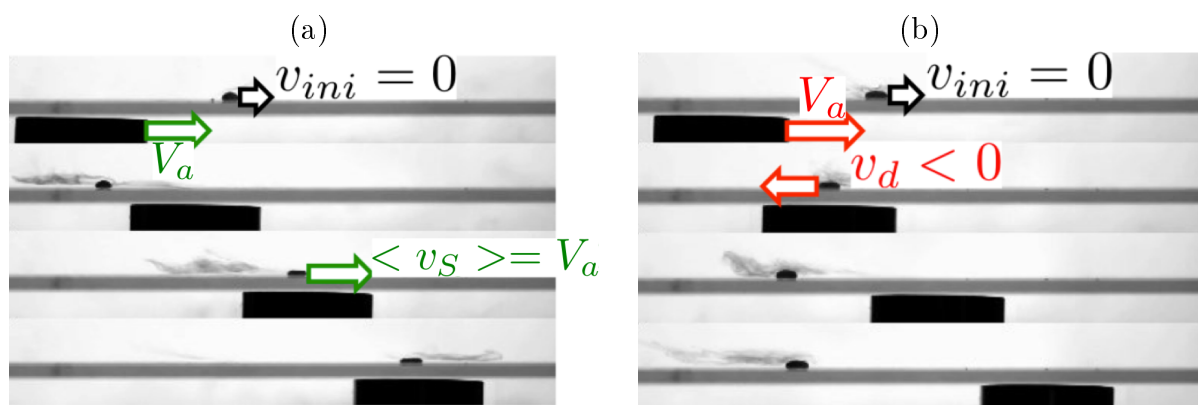 (a)
(b)
v_{ini} = 0
V_a
< v_S >= V_a
v_{ini} = 0
V_a
v_d < 0